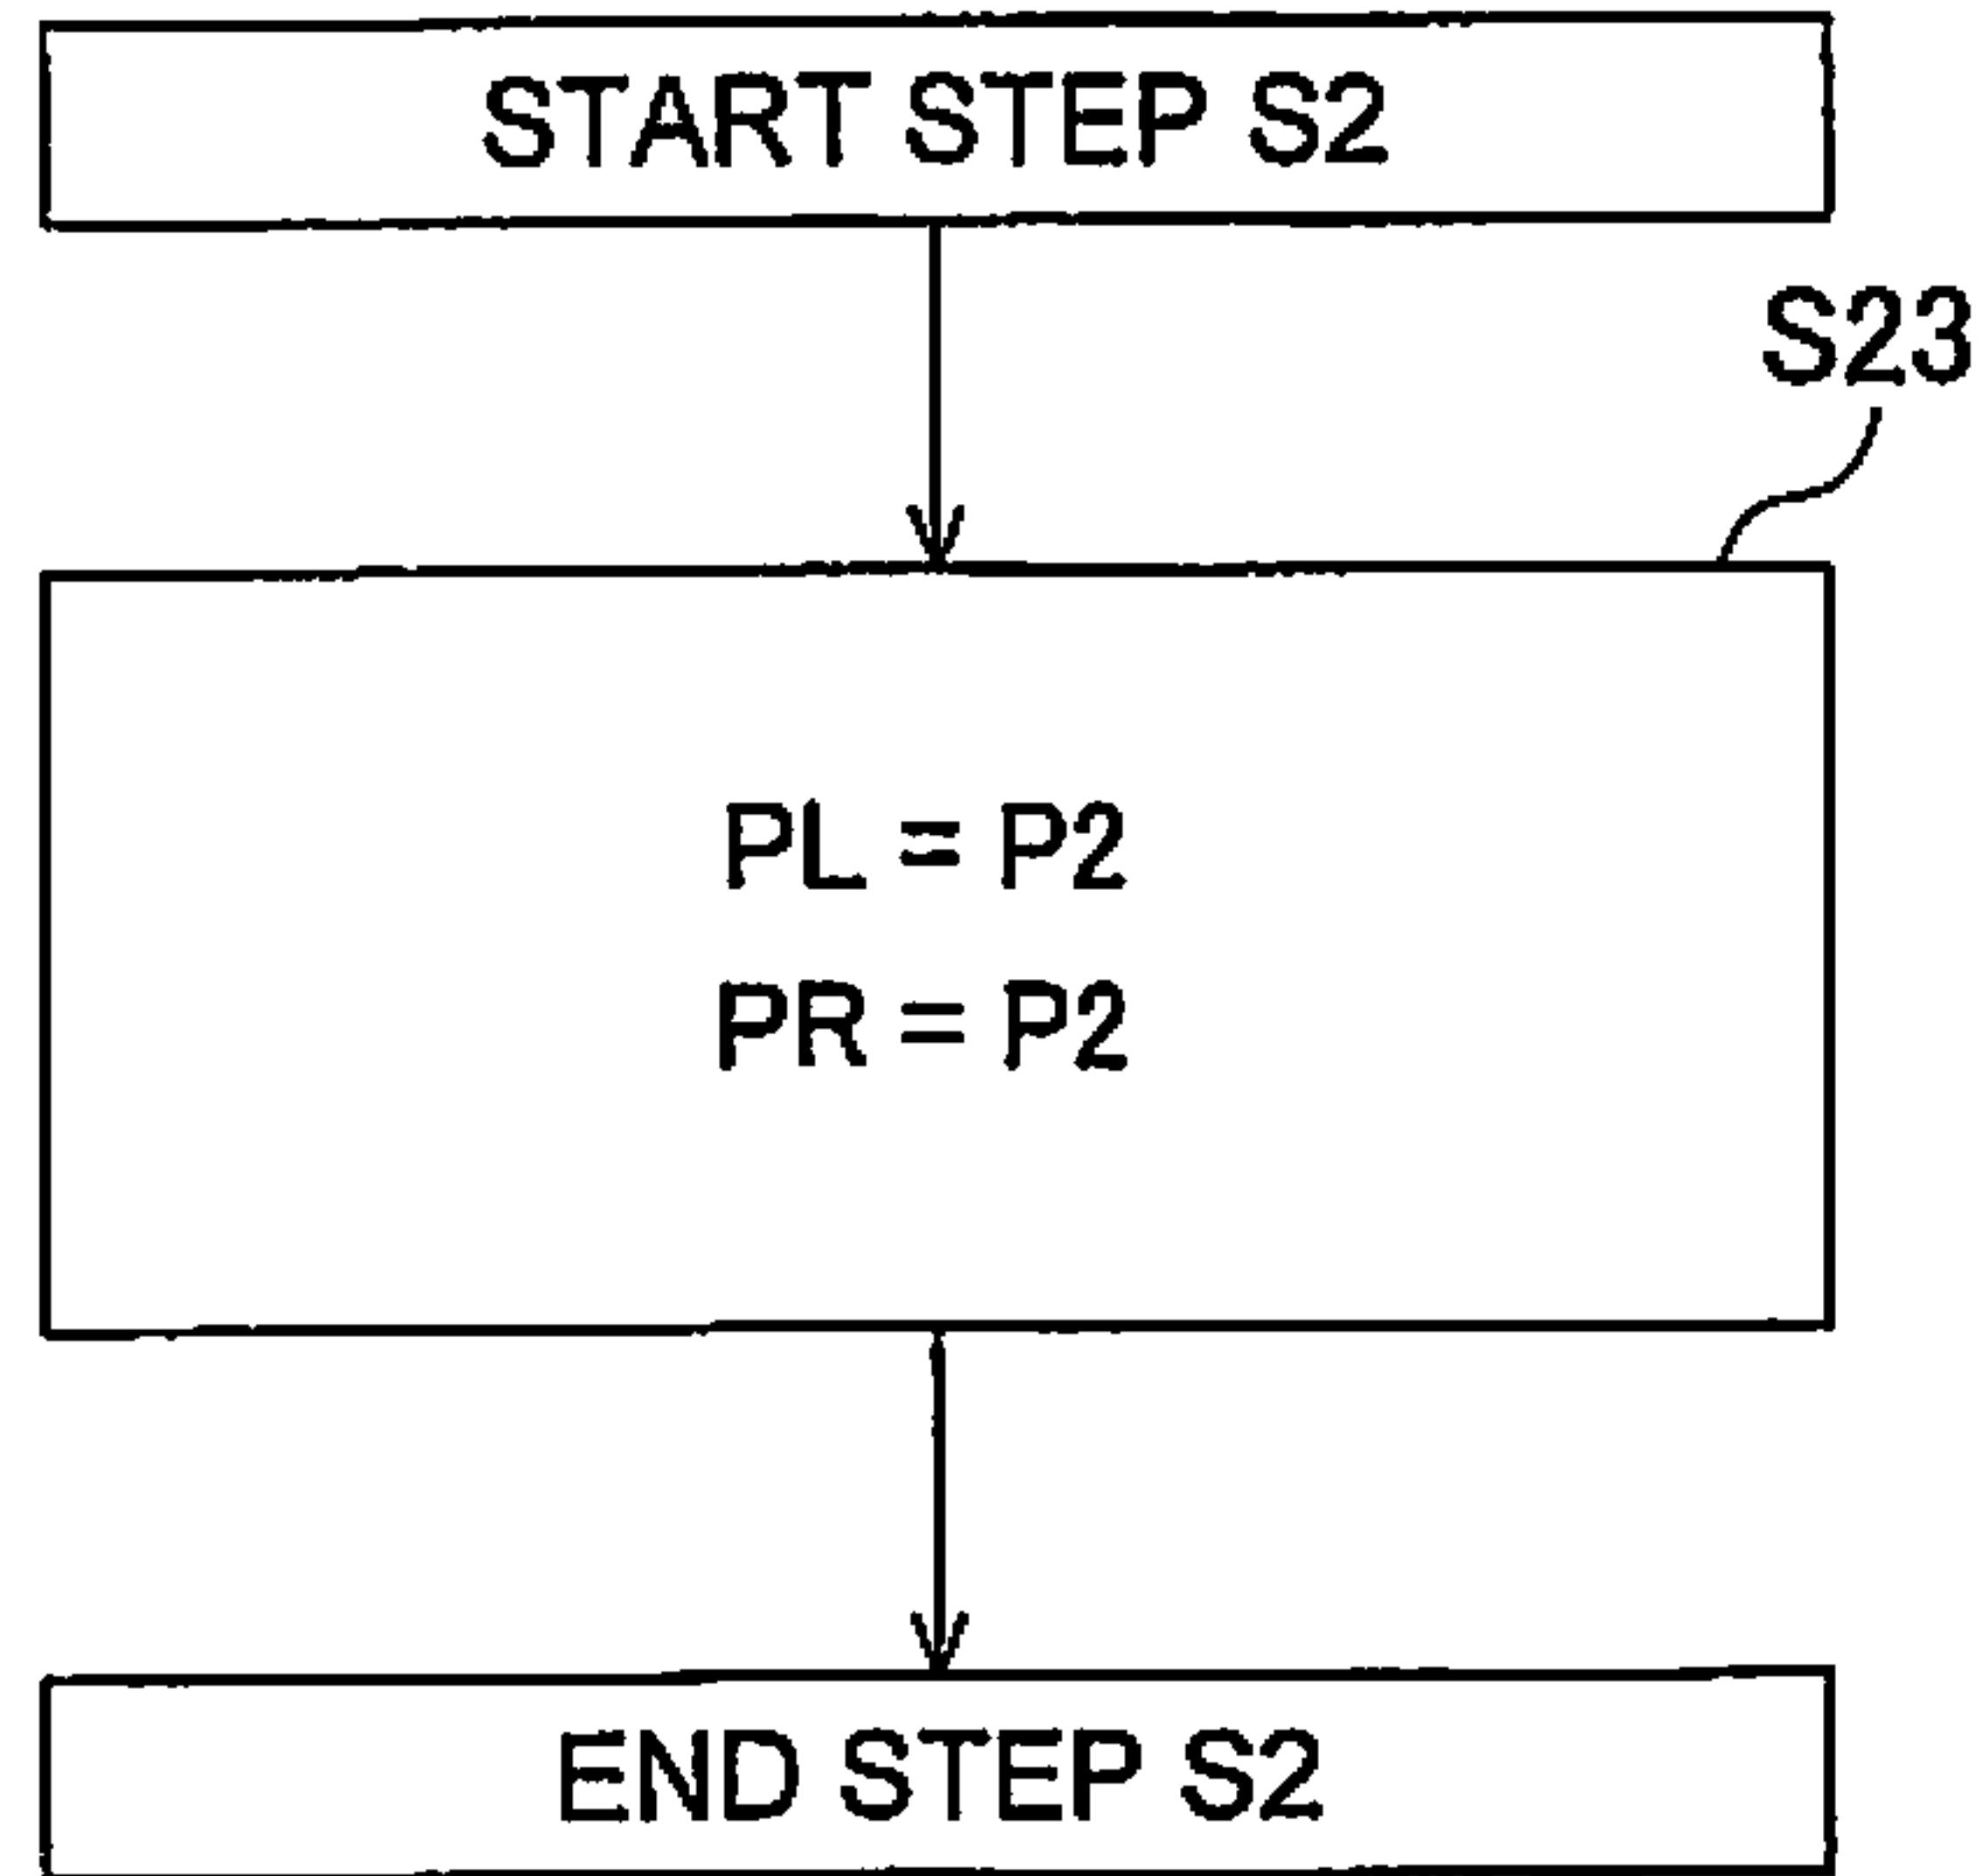 START STEP S2
S23
PL = P2
PR = P2
END STEP S2